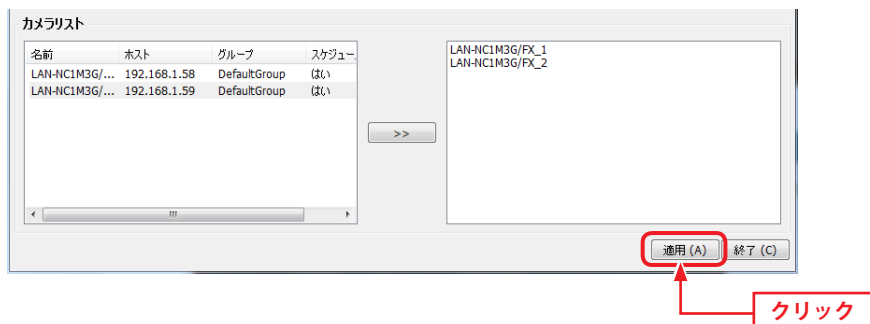 カメラリスト
名前 ホスト グループ スケジュー
LAN-NC1M3G/... 192.168.1.58 DefaultGroup はい
LAN-NC1M3G/... 192.168.1.59 DefaultGroup はい
>>
LAN-NC1M3G/FX_1
LAN-NC1M3G/FX_2
適用(A) 終了(C)
クリック